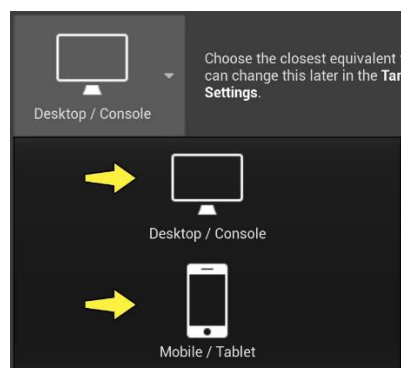 Choose the closest equivalent
can change this later in the Tar
Settings.
Desktop / Console
Desktop / Console
Mobile / Tablet